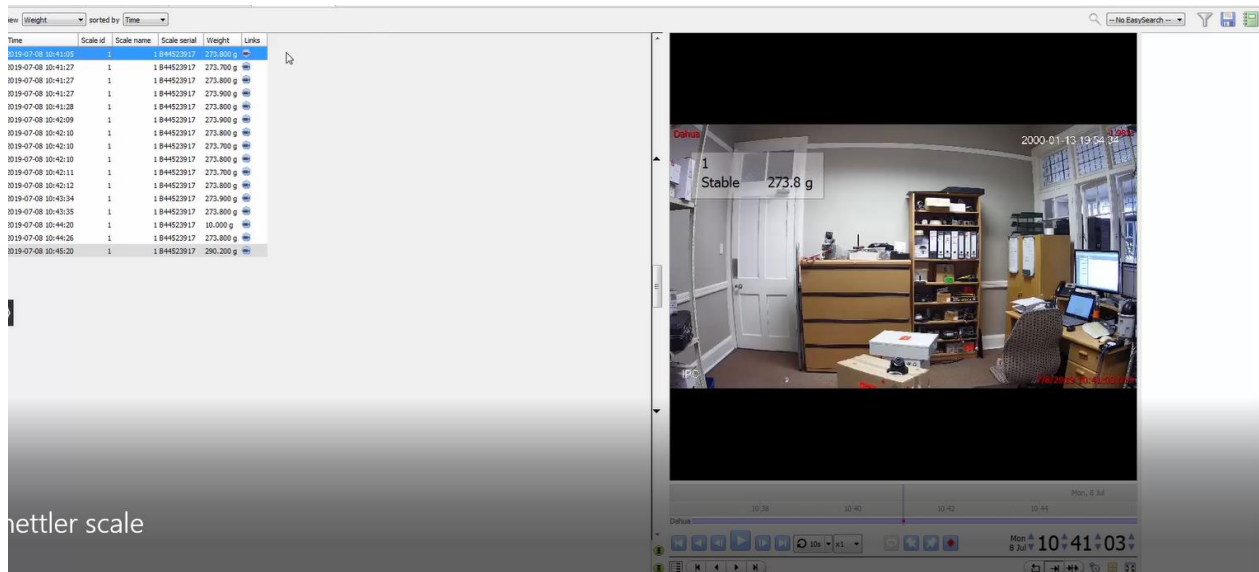 iew Weight sorted by Time -- No EasySearch --
Time Scale id Scale name Scale serial Weight Links
2019-07-08 10:41:05 1 1 B44523917 273.800 g
2019-07-08 10:41:27 1 1 B44523917 273.700 g
2019-07-08 10:41:27 1 1 B44523917 273.800 g
2019-07-08 10:41:27 1 1 B44523917 273.900 g
2019-07-08 10:41:28 1 1 B44523917 273.800 g
2019-07-08 10:42:09 1 1 B44523917 273.900 g
2019-07-08 10:42:10 1 1 B44523917 273.800 g
2019-07-08 10:42:10 1 1 B44523917 273.700 g
2019-07-08 10:42:10 1 1 B44523917 273.800 g
2019-07-08 10:42:11 1 1 B44523917 273.700 g
2019-07-08 10:42:12 1 1 B44523917 273.800 g
2019-07-08 10:43:34 1 1 B44523917 273.900 g
2019-07-08 10:43:35 1 1 B44523917 273.800 g
2019-07-08 10:44:20 1 1 B44523917 10.000 g
2019-07-08 10:44:26 1 1 B44523917 273.800 g
2019-07-08 10:45:20 1 1 B44523917 290.200 g
Dahua
2000-01-13 19:54:34
1
Stable 273.8 g
IPC
Mon, 8 Jul
10:38 10:40 10:42 10:44
Dahua
10s x1 Mon 8 Jul 10 41 03
nettler scale